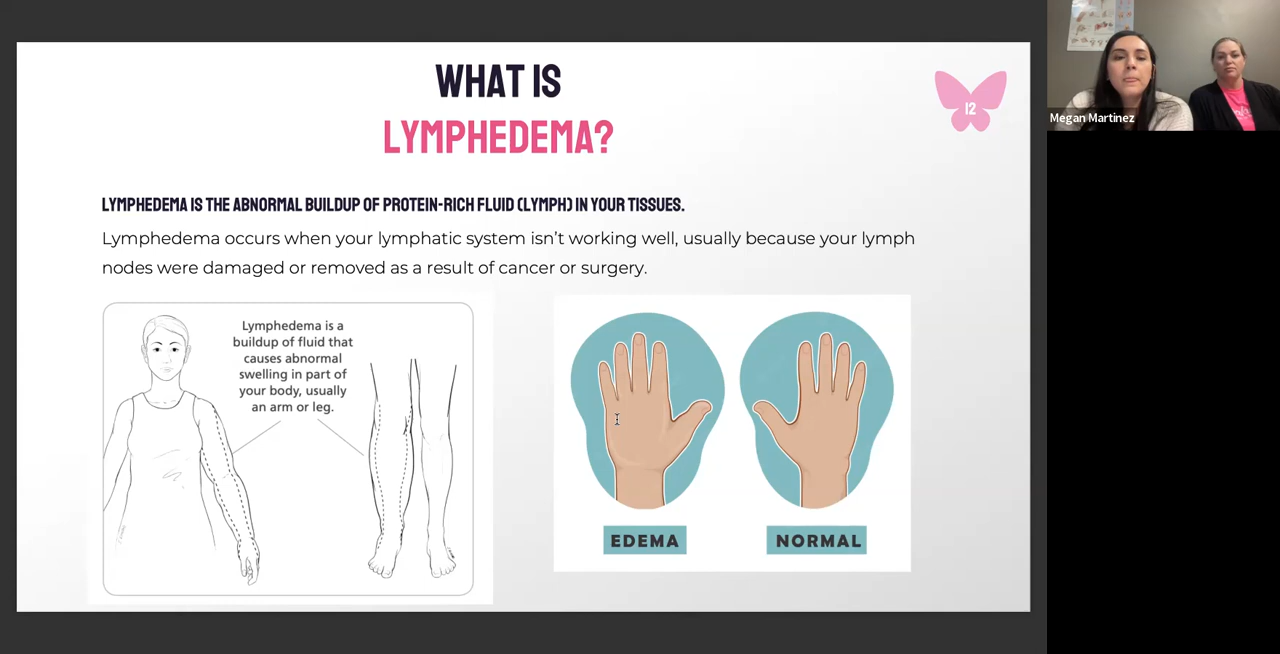 WHAT IS
LYMPHEDEMA?
12
LYMPHEDEMA IS THE ABNORMAL BUILDUP OF PROTEIN-RICH FLUID (LYMPH) IN YOUR TISSUES.
Lymphedema occurs when your lymphatic system isn’t working well, usually because your lymph
nodes were damaged or removed as a result of cancer or surgery.
Lymphedema is a
buildup of fluid that
causes abnormal
swelling in part of
your body, usually
an arm or leg.
EDEMA
NORMAL
Megan Martinez